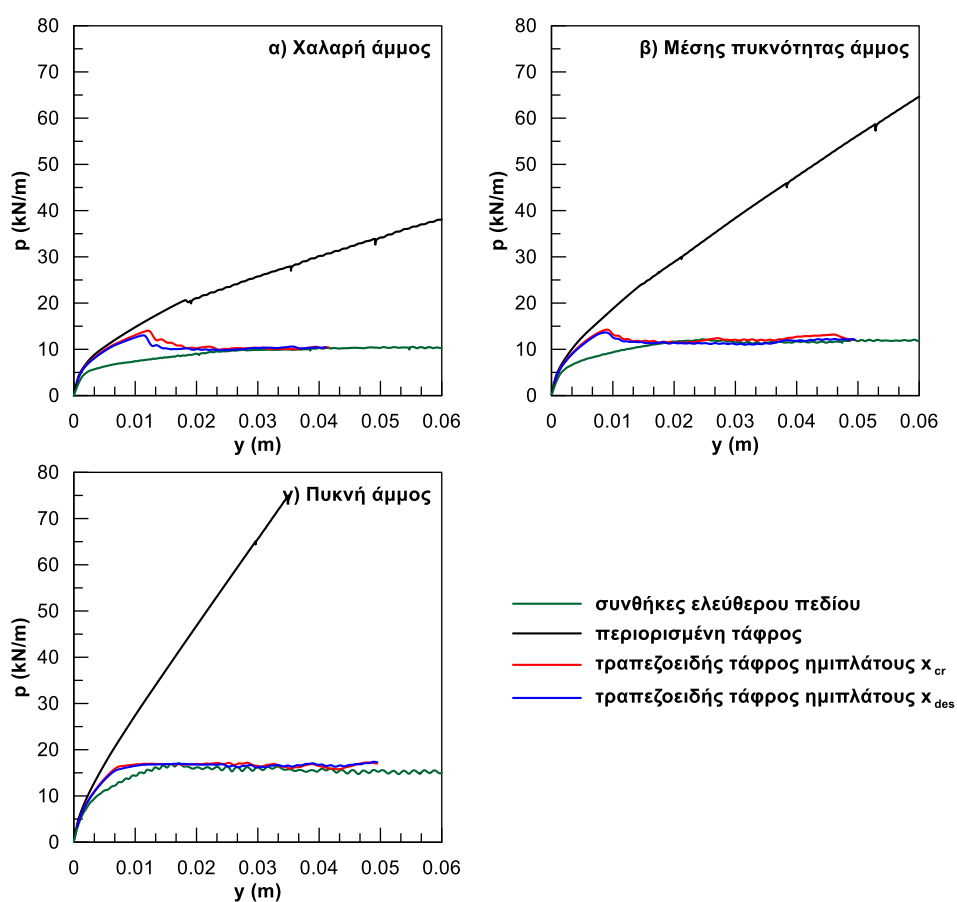 α) Χαλαρή άμμος
80
70
60
50
40
30
20
10
0
p (kN/m)
0 0.01 0.02 0.03 0.04 0.05 0.06
y (m)
β) Μέσης πυκνότητας άμμος
80
70
60
50
40
30
20
10
0
p (kN/m)
0 0.01 0.02 0.03 0.04 0.05 0.06
y (m)
γ) Πυκνή άμμος
80
70
60
50
40
30
20
10
0
p (kN/m)
0 0.01 0.02 0.03 0.04 0.05 0.06
y (m)
συνθήκες ελεύθερου πεδίου
περιορισμένη τάφρος
τραπεζοειδής τάφρος ημιπλάτους x cr
τραπεζοειδής τάφρος ημιπλάτους x des